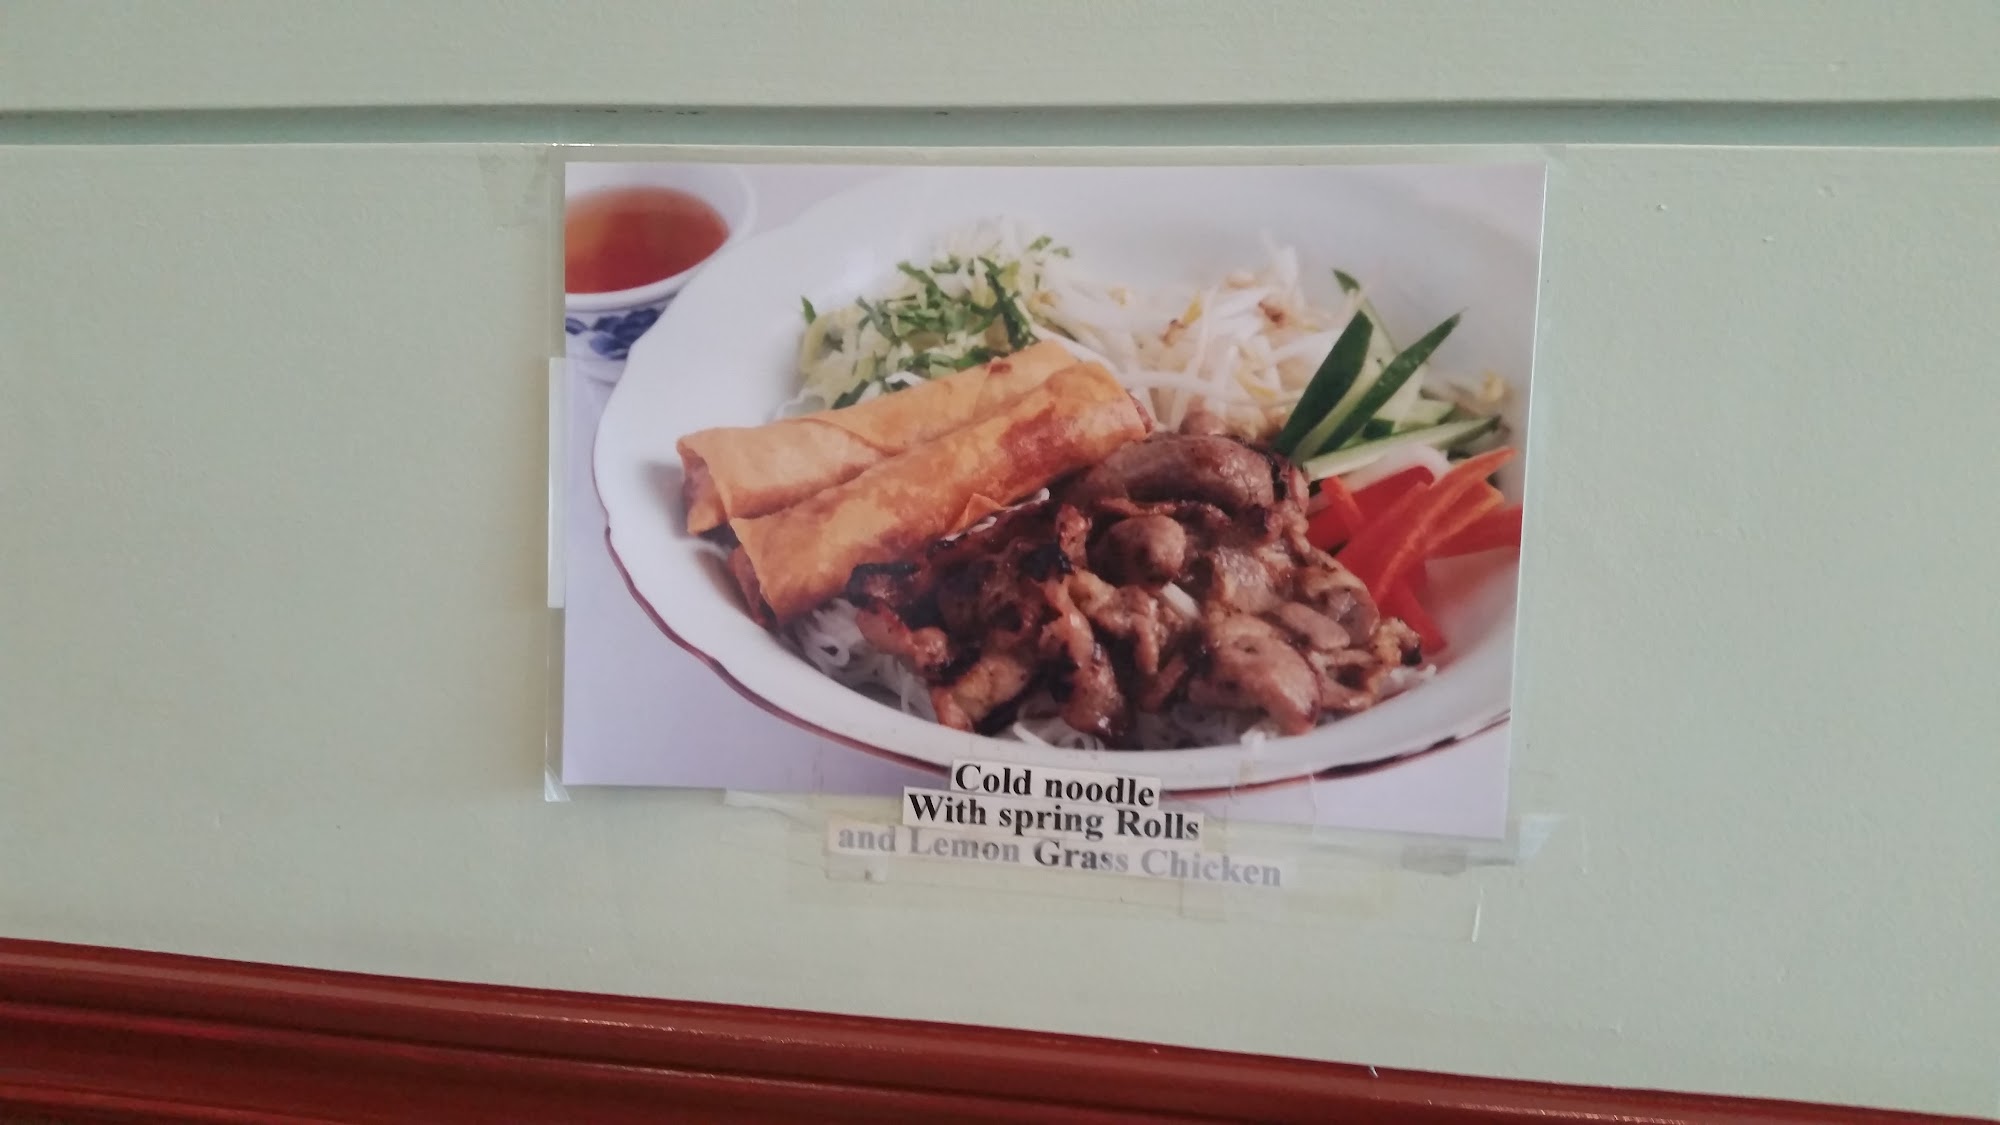 Cold noodle
With spring Rolls
and Lemon Grass Chicken